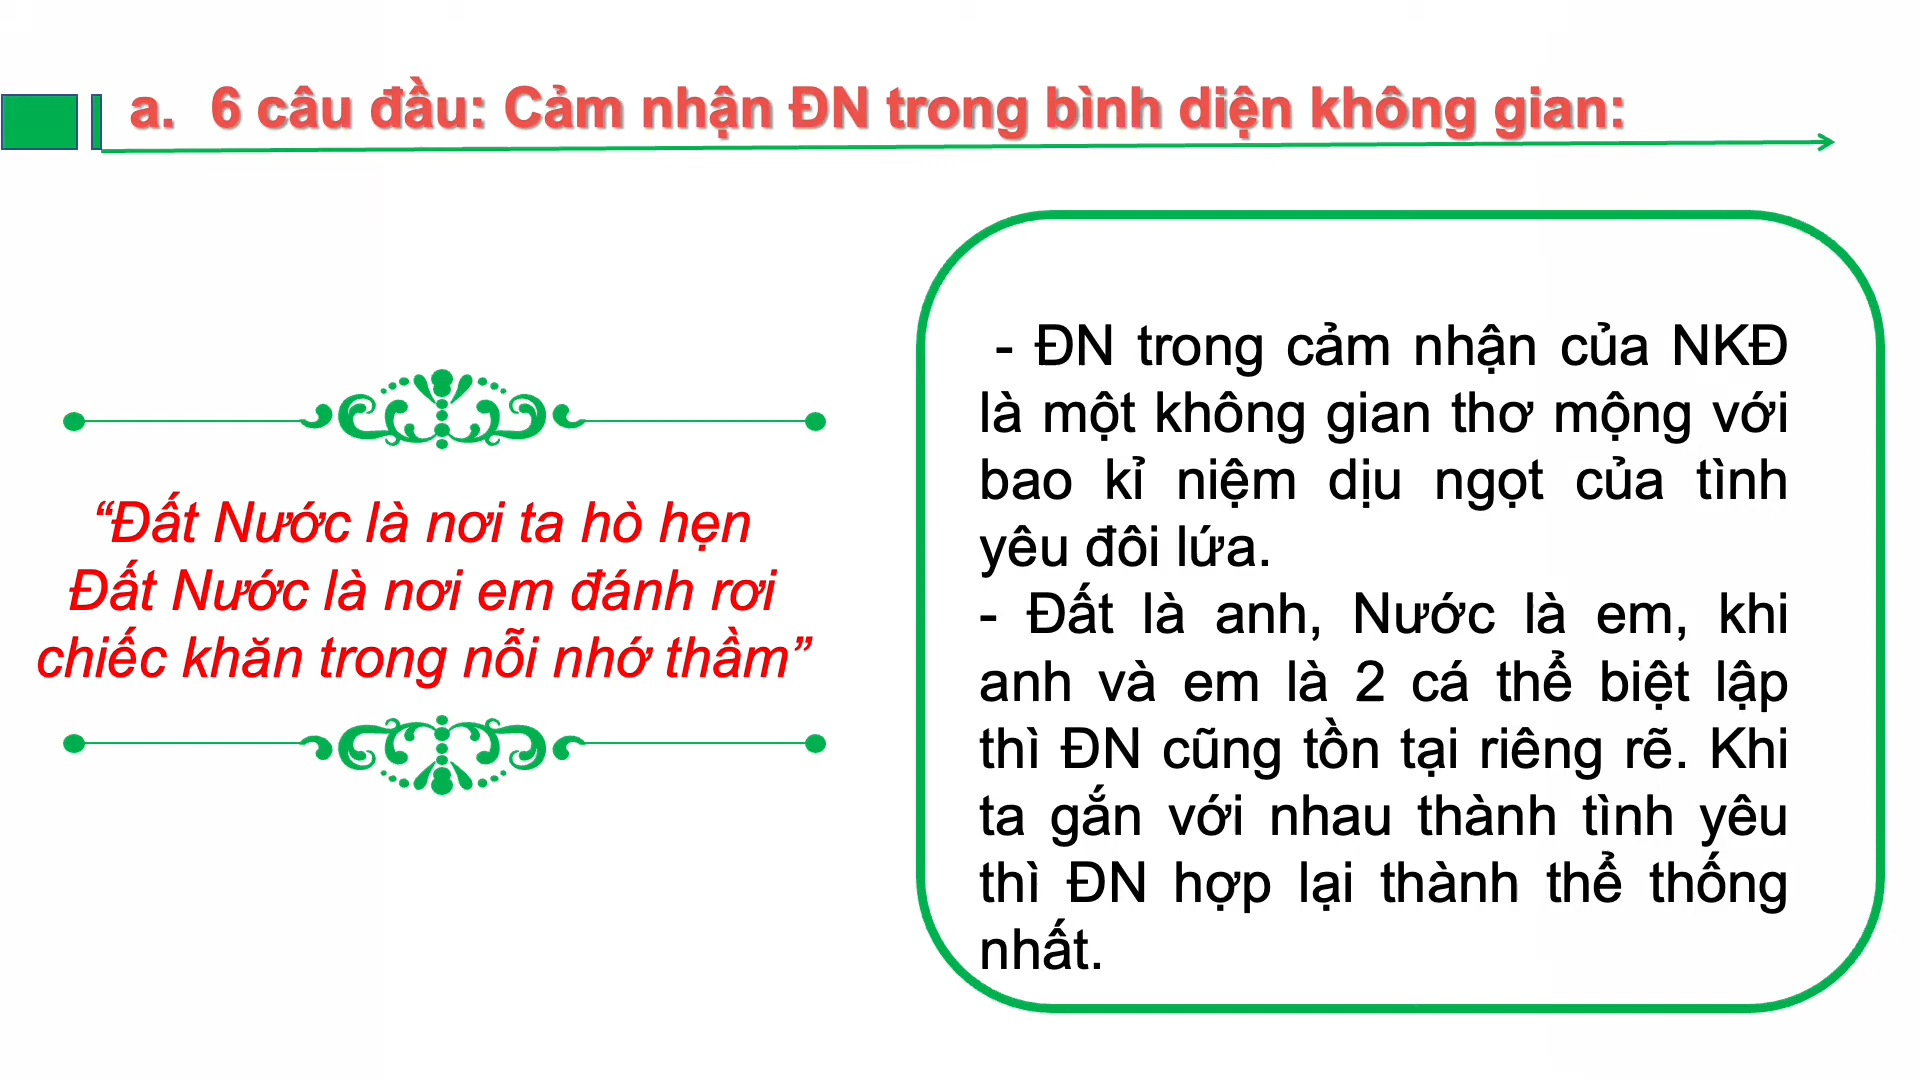 a. 6 câu đầu: Cảm nhận ĐN trong bình diện không gian:
“Đất Nước là nơi ta hò hẹn
Đất Nước là nơi em đánh rơi
chiếc khăn trong nỗi nhớ thầm”
- ĐN trong cảm nhận của NKĐ
là một không gian thơ mộng với
bao kỉ niệm dịu ngọt của tình
yêu đôi lứa.
- Đất là anh, Nước là em, khi
anh và em là 2 cá thể biệt lập
thì ĐN cũng tồn tại riêng rẽ. Khi
ta gắn với nhau thành tình yêu
thì ĐN hợp lại thành thể thống
nhất.